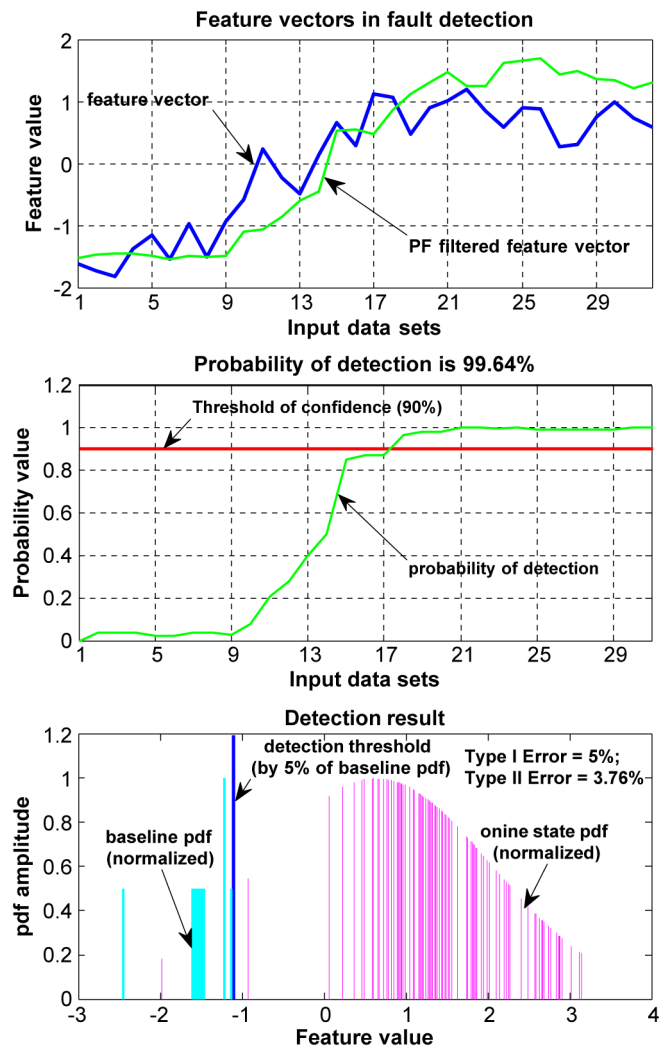 Feature vectors in fault detection
2
1
0
-1
-2
Feature value
feature vector
PF filtered feature vector
1 5 9 13 17 21 25 29
Input data sets
Probability of detection is 99.64%
1.2
1
0.8
0.6
0.4
0.2
0
Probability value
Threshold of confidence (90%)
probability of detection
1 5 9 13 17 21 25 29
Input data sets
Detection result
1.2
1
0.8
0.6
0.4
0.2
0
pdf amplitude
detection threshold
(by 5% of baseline pdf)
Type I Error = 5%;
Type II Error = 3.76%
baseline pdf
(normalized)
onine state pdf
(normalized)
-3 -2 -1 0 1 2 3 4
Feature value